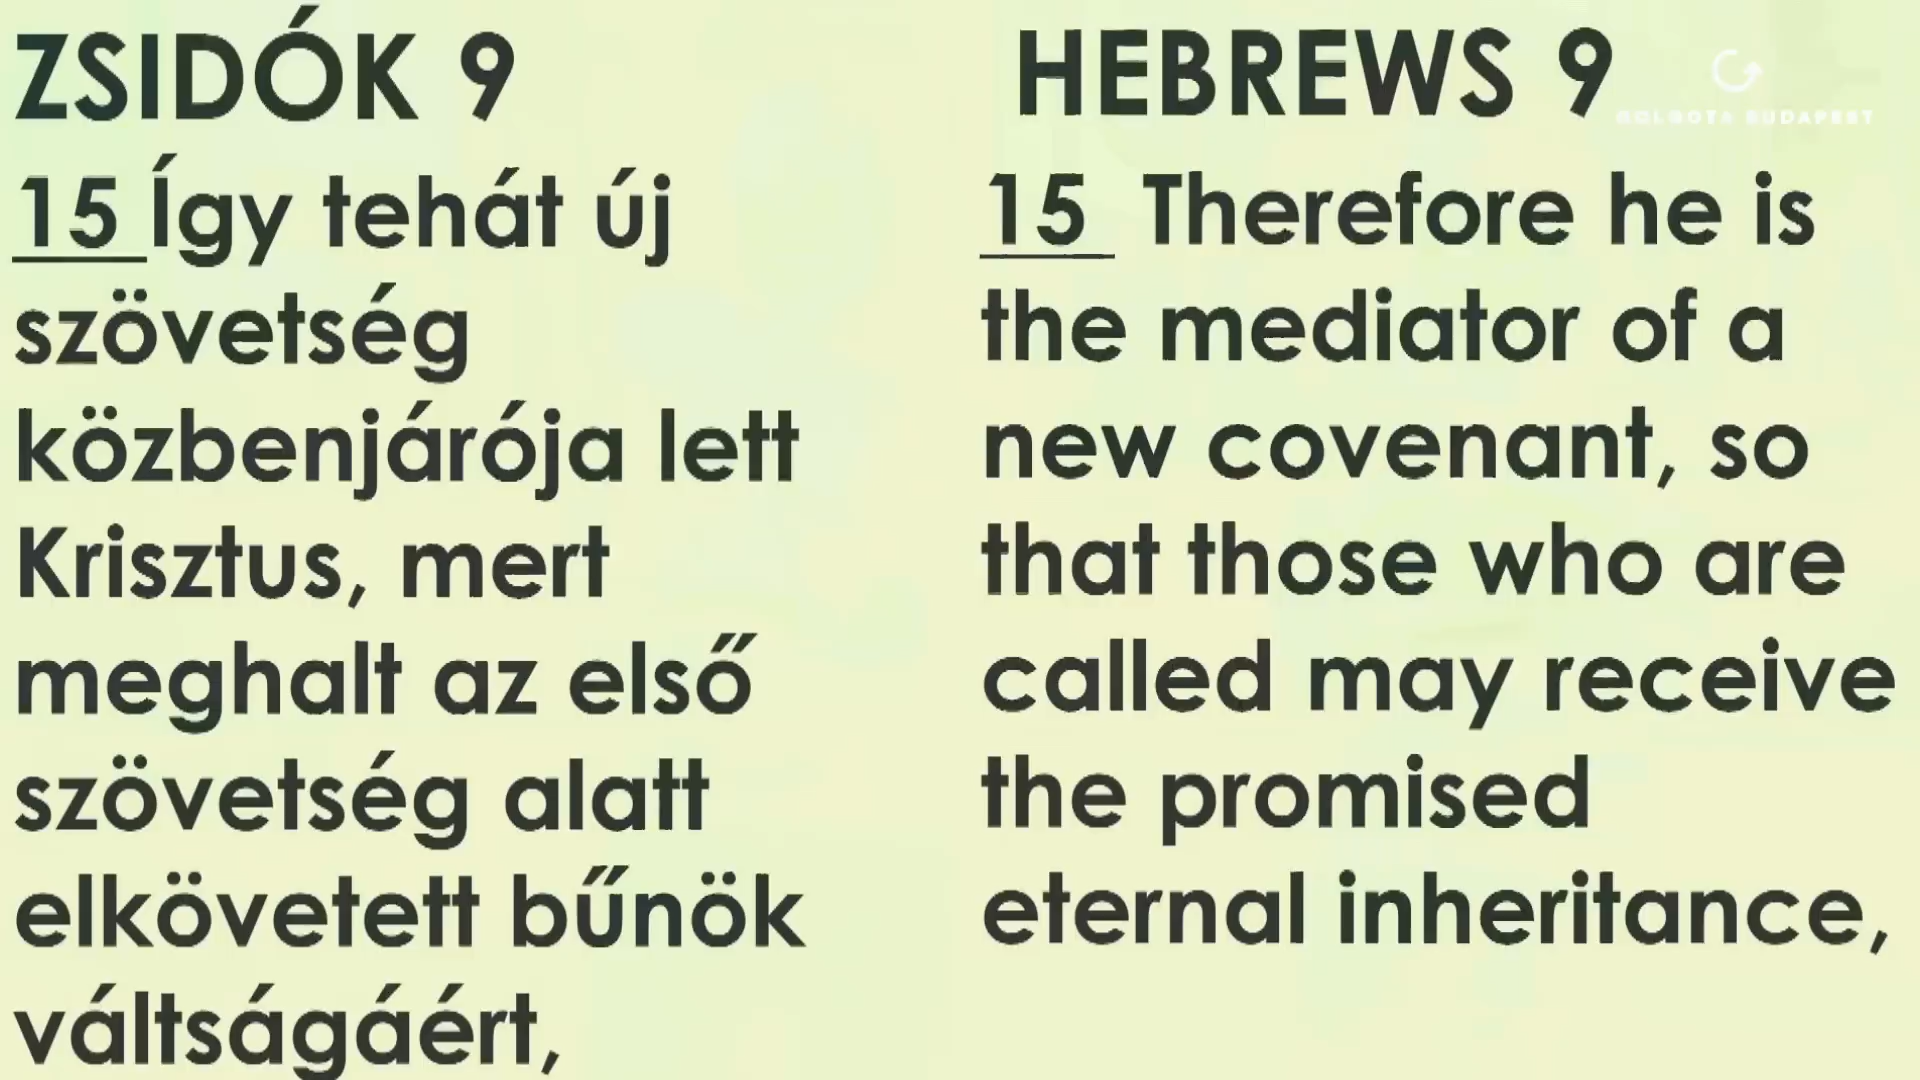 ZSIDÓK 9
15 Így tehát új
szövetség
közbenjárója lett
Krisztus, mert
meghalt az első
szövetség alatt
elkövetett bűnök
váltságáért,
HEBREWS 9
15 Therefore he is
the mediator of a
new covenant, so
that those who are
called may receive
the promised
eternal inheritance,
GOLGOTA BUDAPEST